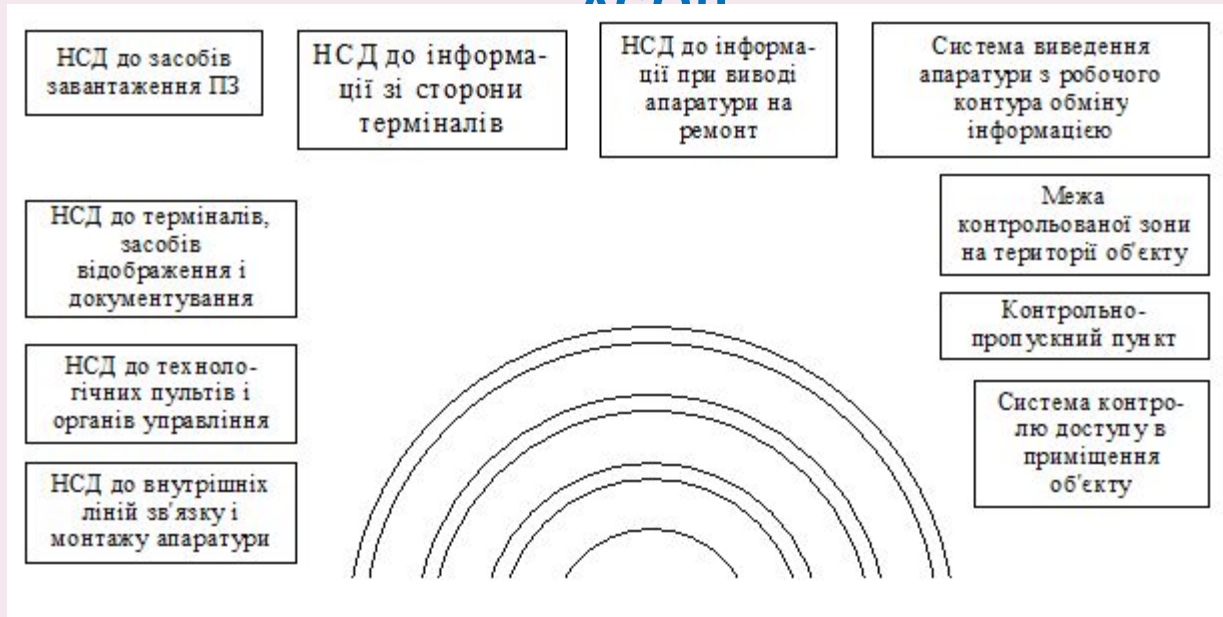 НСД до засобів
завантаження ПЗ
НСД до інформа-
ції зі сторони
терміналів
НСД до інформа-
ції при виводі
апаратури на
ремонт
Система виведення
апаратури з робочого
контура обміну
інформацією
НСД до терміналів,
засобів
відображення і
документування
Межа
контрольованої зони
на території об'єкту
Контрольно-
пропускний пункт
НСД до техноло-
гічних пультів і
органів управління
Система контро-
лю доступу в
приміщення
об'єкту
НСД до внутрішніх
ліній зв'язку і
монтажу апаратури